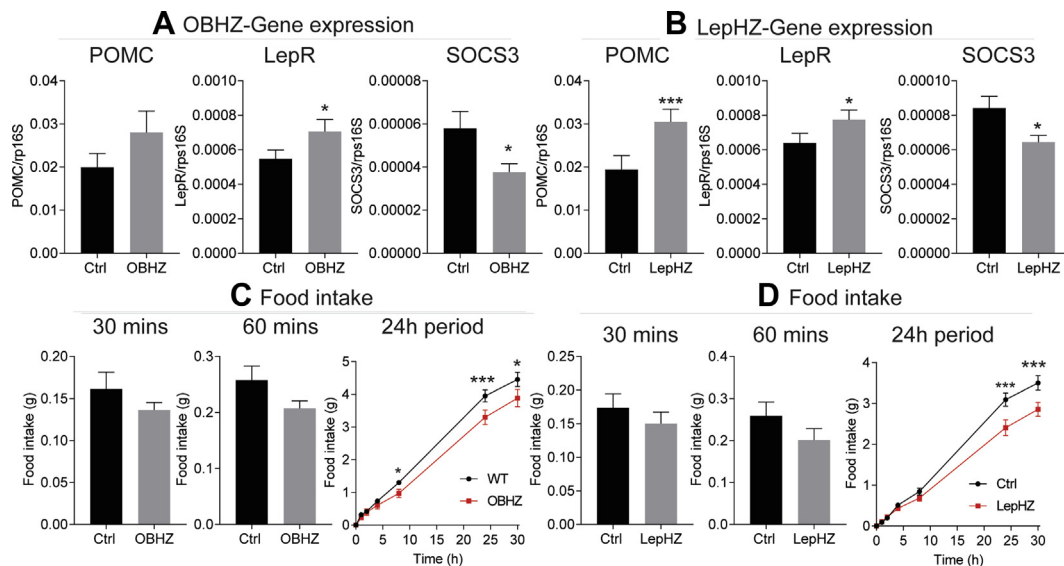 A OBHZ-Gene expression
POMC LepR SOCS3
POMC/rp16S
0.04
0.03
0.02
0.01
0.00
Ctrl OBHZ
LepR/rps16S
0.0010
0.0008
0.0006
0.0004
0.0002
0.0000
*
Ctrl OBHZ
SOCS3/rps16S
0.00008
0.00006
0.00004
0.00002
0.00000
*
Ctrl OBHZ
B LepHZ-Gene expression
POMC LepR SOCS3
POMC/rp16S
0.04
0.03
0.02
0.01
0.00
***
Ctrl LepHZ
LepR/rps16S
0.0010
0.0008
0.0006
0.0004
0.0002
0.0000
*
Ctrl LepHZ
SOCS3/rps16S
0.00010
0.00008
0.00006
0.00004
0.00002
0.00000
*
Ctrl LepHZ
C Food intake
30 mins 60 mins 24h period
Food intake (g)
0.20
0.15
0.10
0.05
0.00
Ctrl OBHZ
Food intake (g)
0.3
0.2
0.1
0.0
Ctrl OBHZ
Food intake (g)
5
4
3
2
1
0
*
***
*
WT
OBHZ
0 5 10 15 20 25 30
Time (h)
D Food intake
30 mins 60 mins 24h period
Food intake (g)
0.25
0.20
0.15
0.10
0.05
0.00
Ctrl LepHZ
Food intake (g)
0.4
0.3
0.2
0.1
0.0
Ctrl LepHZ
Food intake (g)
4
3
2
1
0
***
***
Ctrl
LepHZ
0 5 10 15 20 25 30
Time (h)